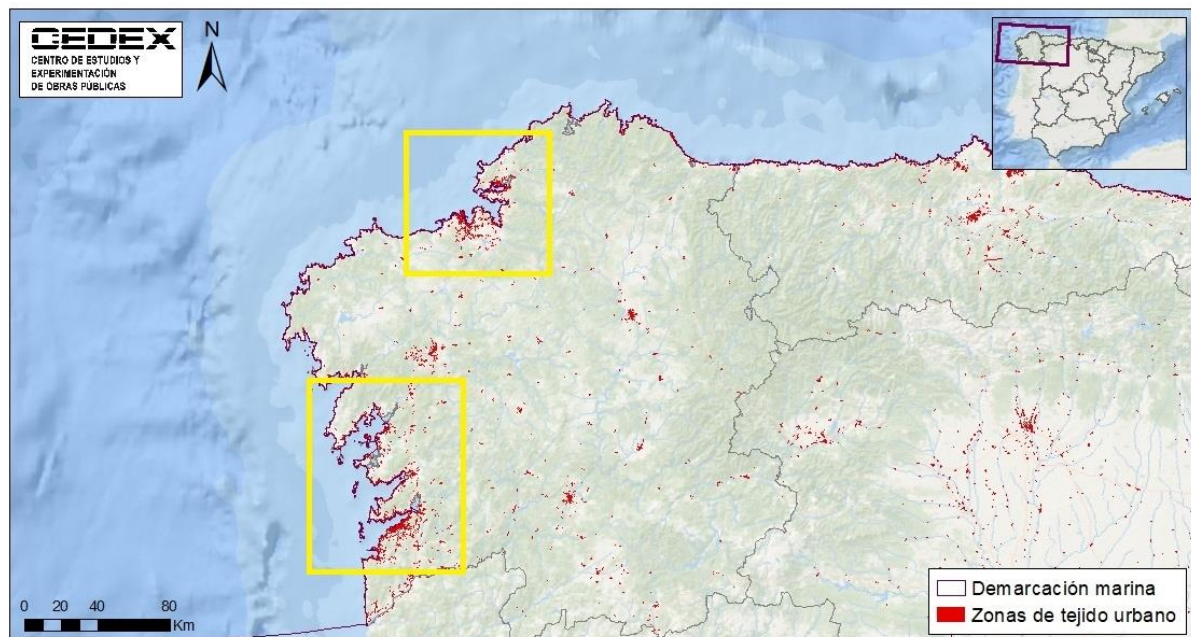 CEDEX
CENTRO DE ESTUDIOS Y
EXPERIMENTACIÓN
DE OBRAS PÚBLICAS
N
0 20 40 80
Km
Demarcación marina
Zonas de tejido urbano